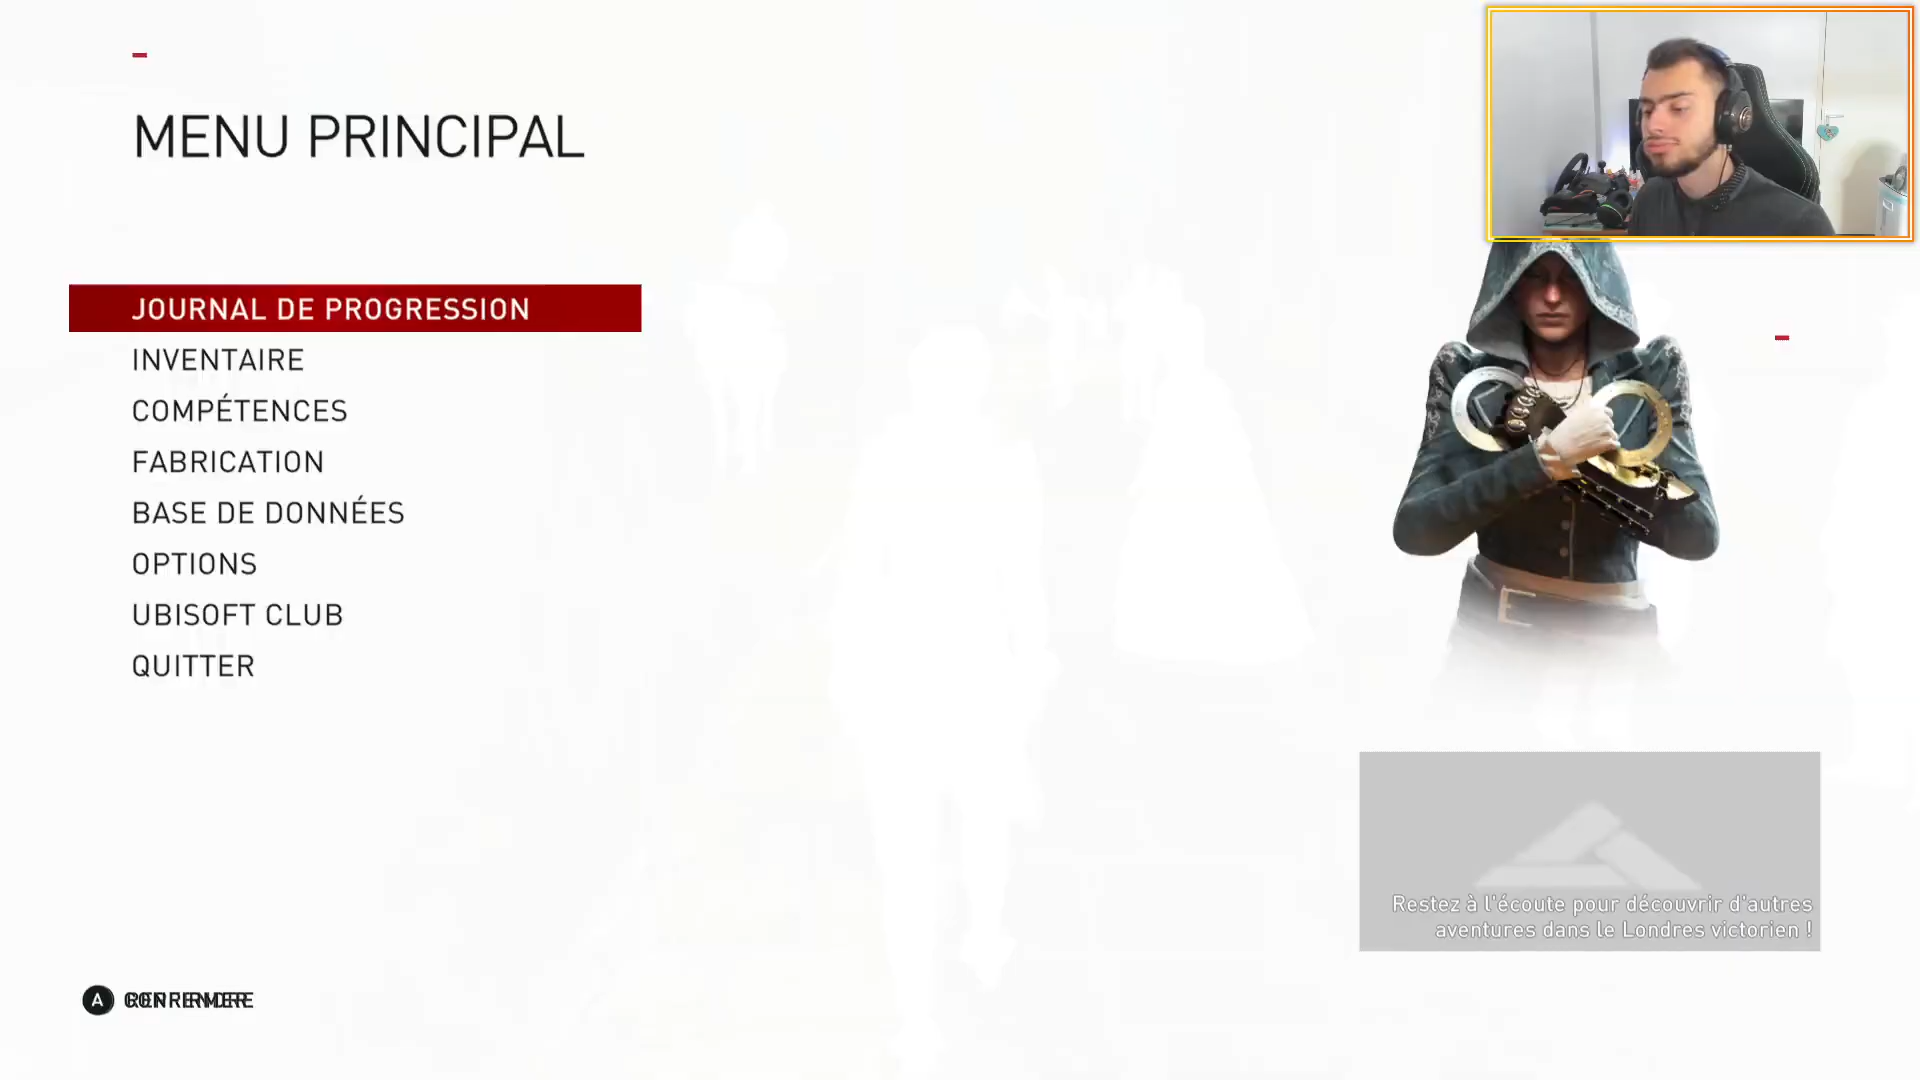 MENU PRINCIPAL
JOURNAL DE PROGRESSION
INVENTAIRE
COMPÉTENCES
FABRICATION
BASE DE DONNÉES
OPTIONS
UBISOFT CLUB
QUITTER
Restez à l'écoute pour découvrir d'autres
aventures dans le Londres victorien !
A